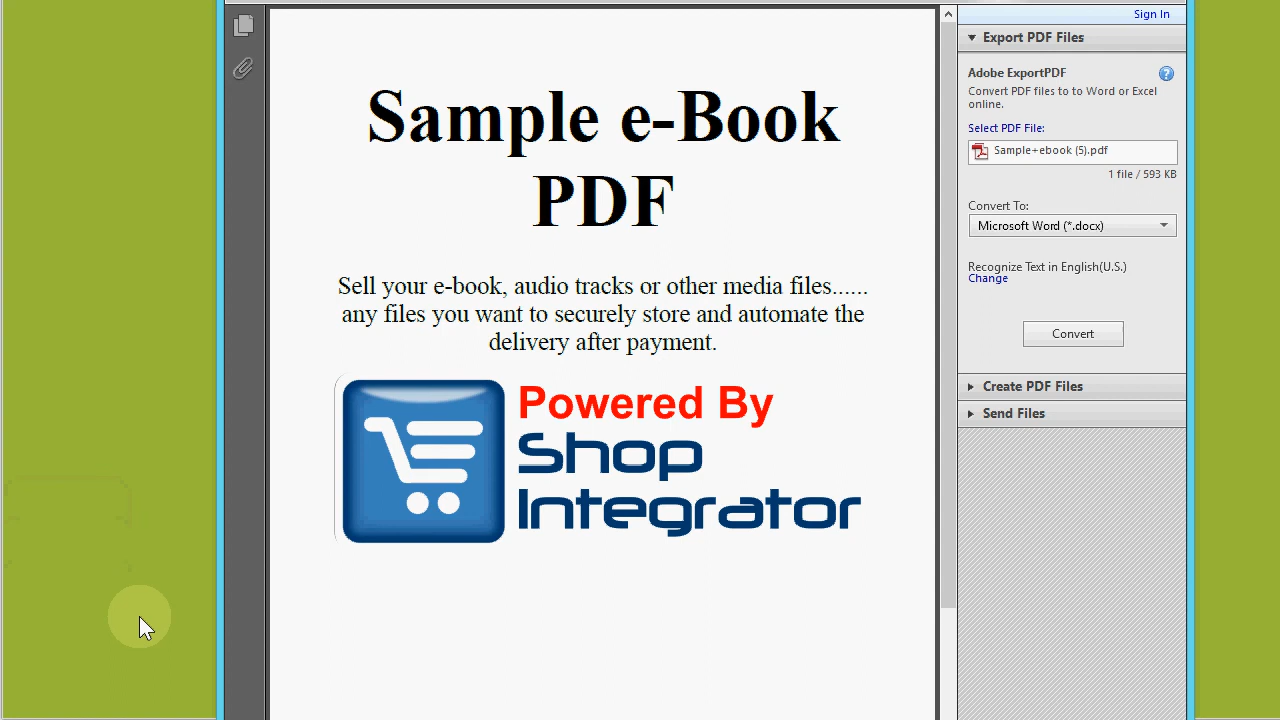 Sample e-Book
PDF
Sell your e-book, audio tracks or other media files......
any files you want to securely store and automate the
delivery after payment.
Powered By
Shop
Integrator
Sign In
Export PDF Files
Adobe ExportPDF
?
Convert PDF files to to Word or Excel
online.
Select PDF File:
Sample+ebook (5).pdf
1 file / 593 KB
Convert To:
Microsoft Word (*.docx)
Recognize Text in English(U.S.)
Change
Convert
Create PDF Files
Send Files